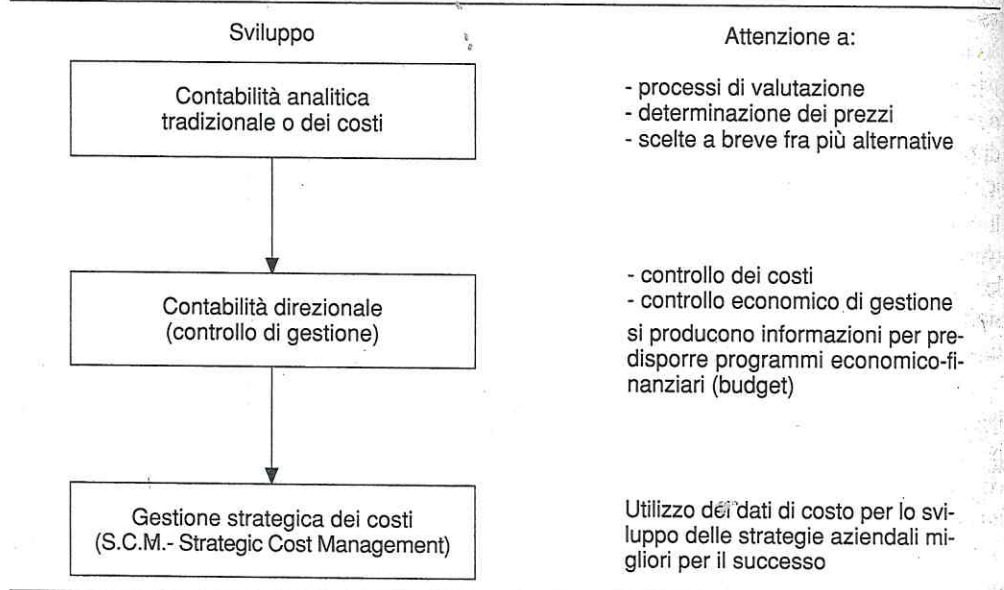 Sviluppo
Attenzione a:
Contabilità analitica
tradizionale o dei costi
- processi di valutazione
- determinazione dei prezzi
- scelte a breve fra più alternative
Contabilità direzionale
(controllo di gestione)
- controllo dei costi
- controllo economico di gestione
si producono informazioni per pre-
disporre programmi economico-fi-
nanziari (budget)
Gestione strategica dei costi
(S.C.M.- Strategic Cost Management)
Utilizzo dei dati di costo per lo svi-
luppo delle strategie aziendali mi-
gliori per il successo